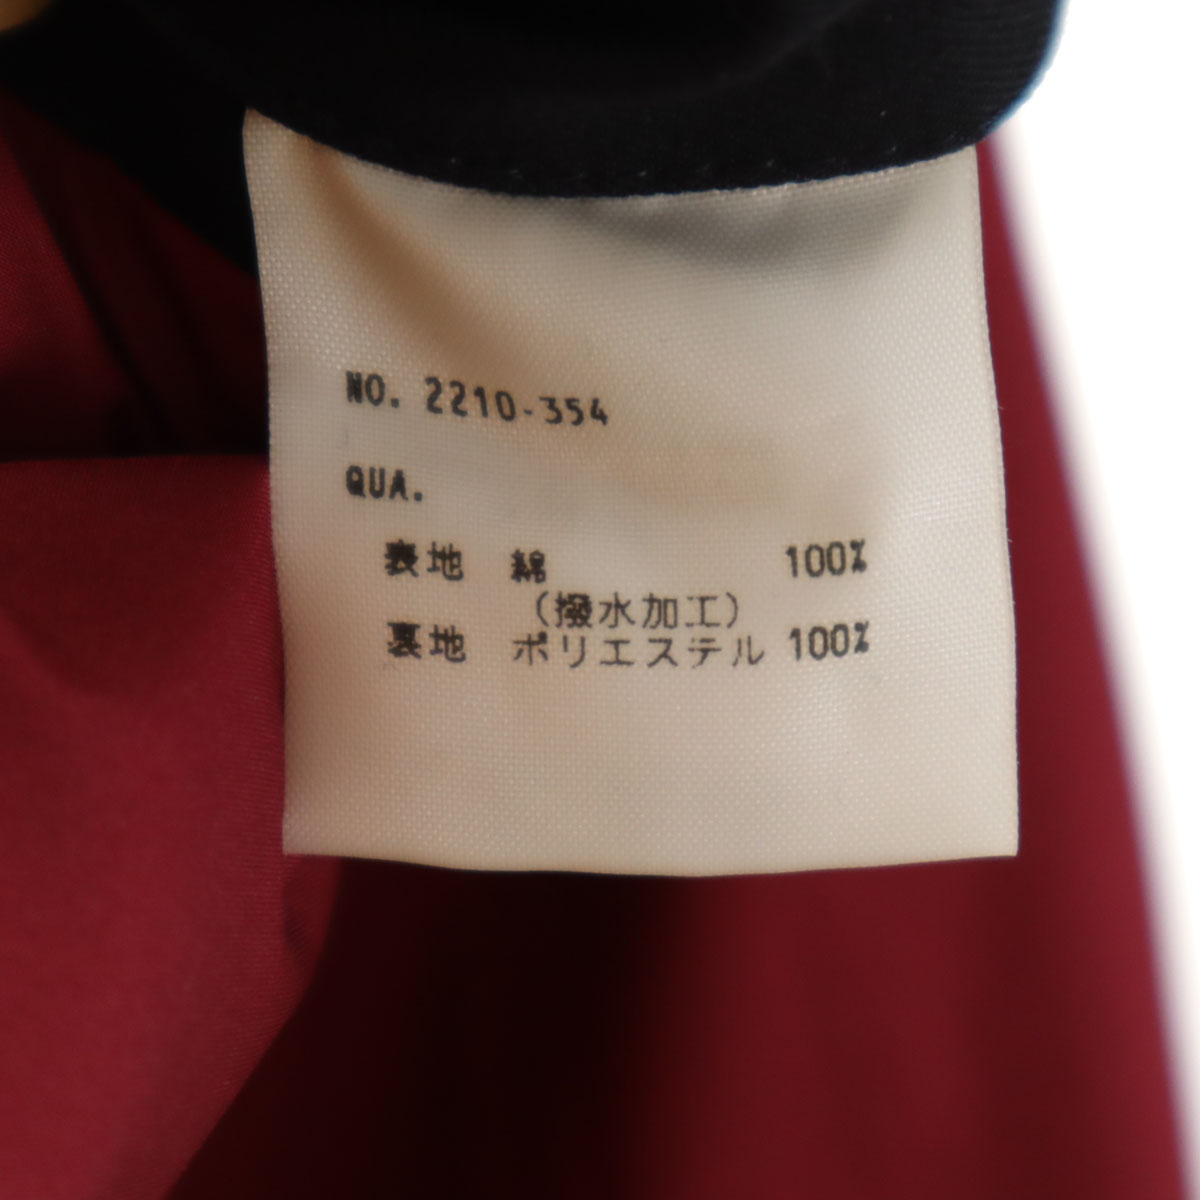 NO. 2210-354
QUA.
表地 綿 100%
(撥水加工)
裏地 ポリエステル 100%